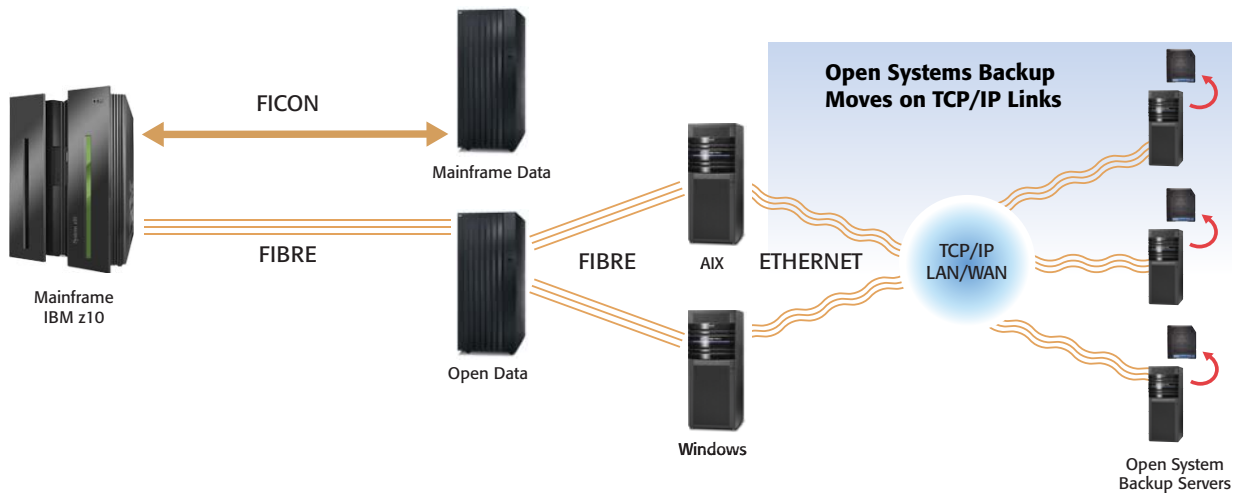 Open Systems Backup
Moves on TCP/IP Links
FICON
Mainframe Data
FIBRE
Mainframe
IBM z10
FIBRE
Open Data
AIX
ETHERNET
TCP/IP
LAN/WAN
Windows
Open System
Backup Servers